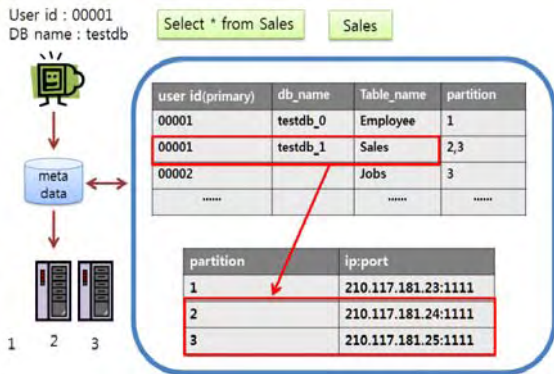 User id : 00001
DB name : testdb
Select * from Sales
Sales
user id(primary) db_name Table_name partition
00001 testdb_0 Employee 1
00001 testdb_1 Sales 2,3
00002 Jobs 3
...... ...... ......
meta
data
partition ip:port
1 210.117.181.23:1111
2 210.117.181.24:1111
3 210.117.181.25:1111
1 2 3